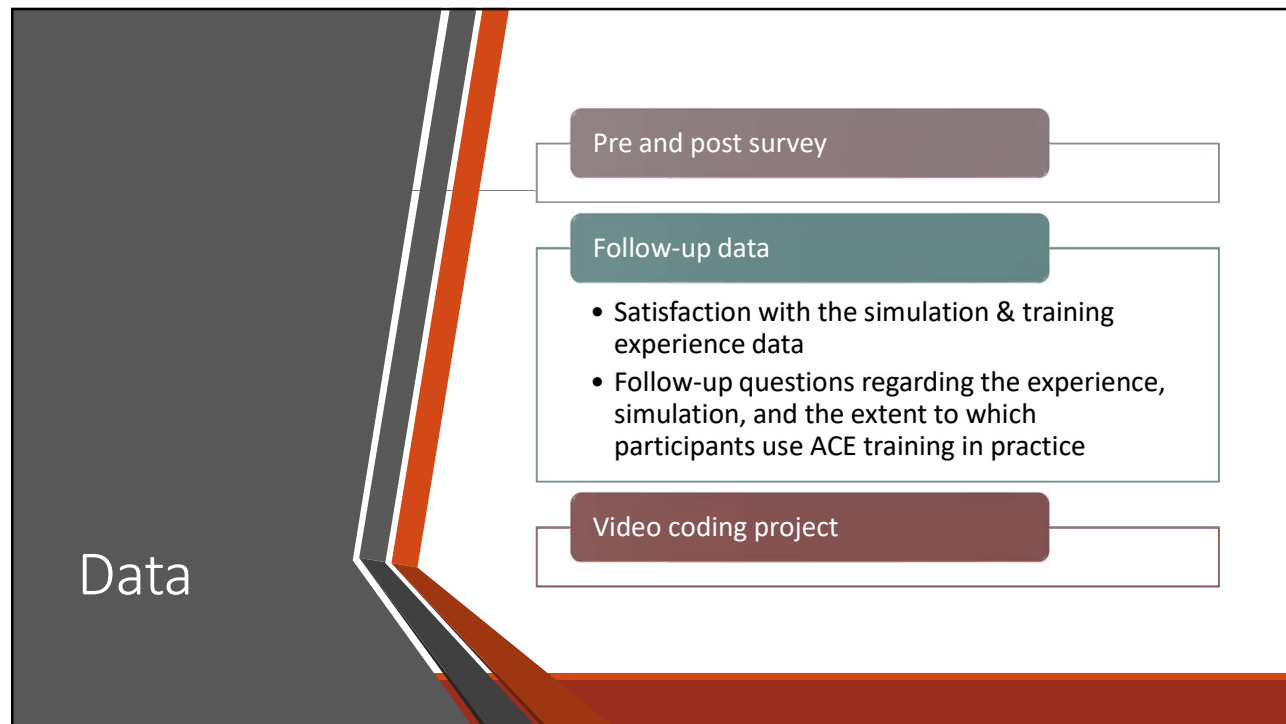 Data
Pre and post survey
Follow-up data
• Satisfaction with the simulation & training
experience data
• Follow-up questions regarding the experience,
simulation, and the extent to which
participants use ACE training in practice
Video coding project